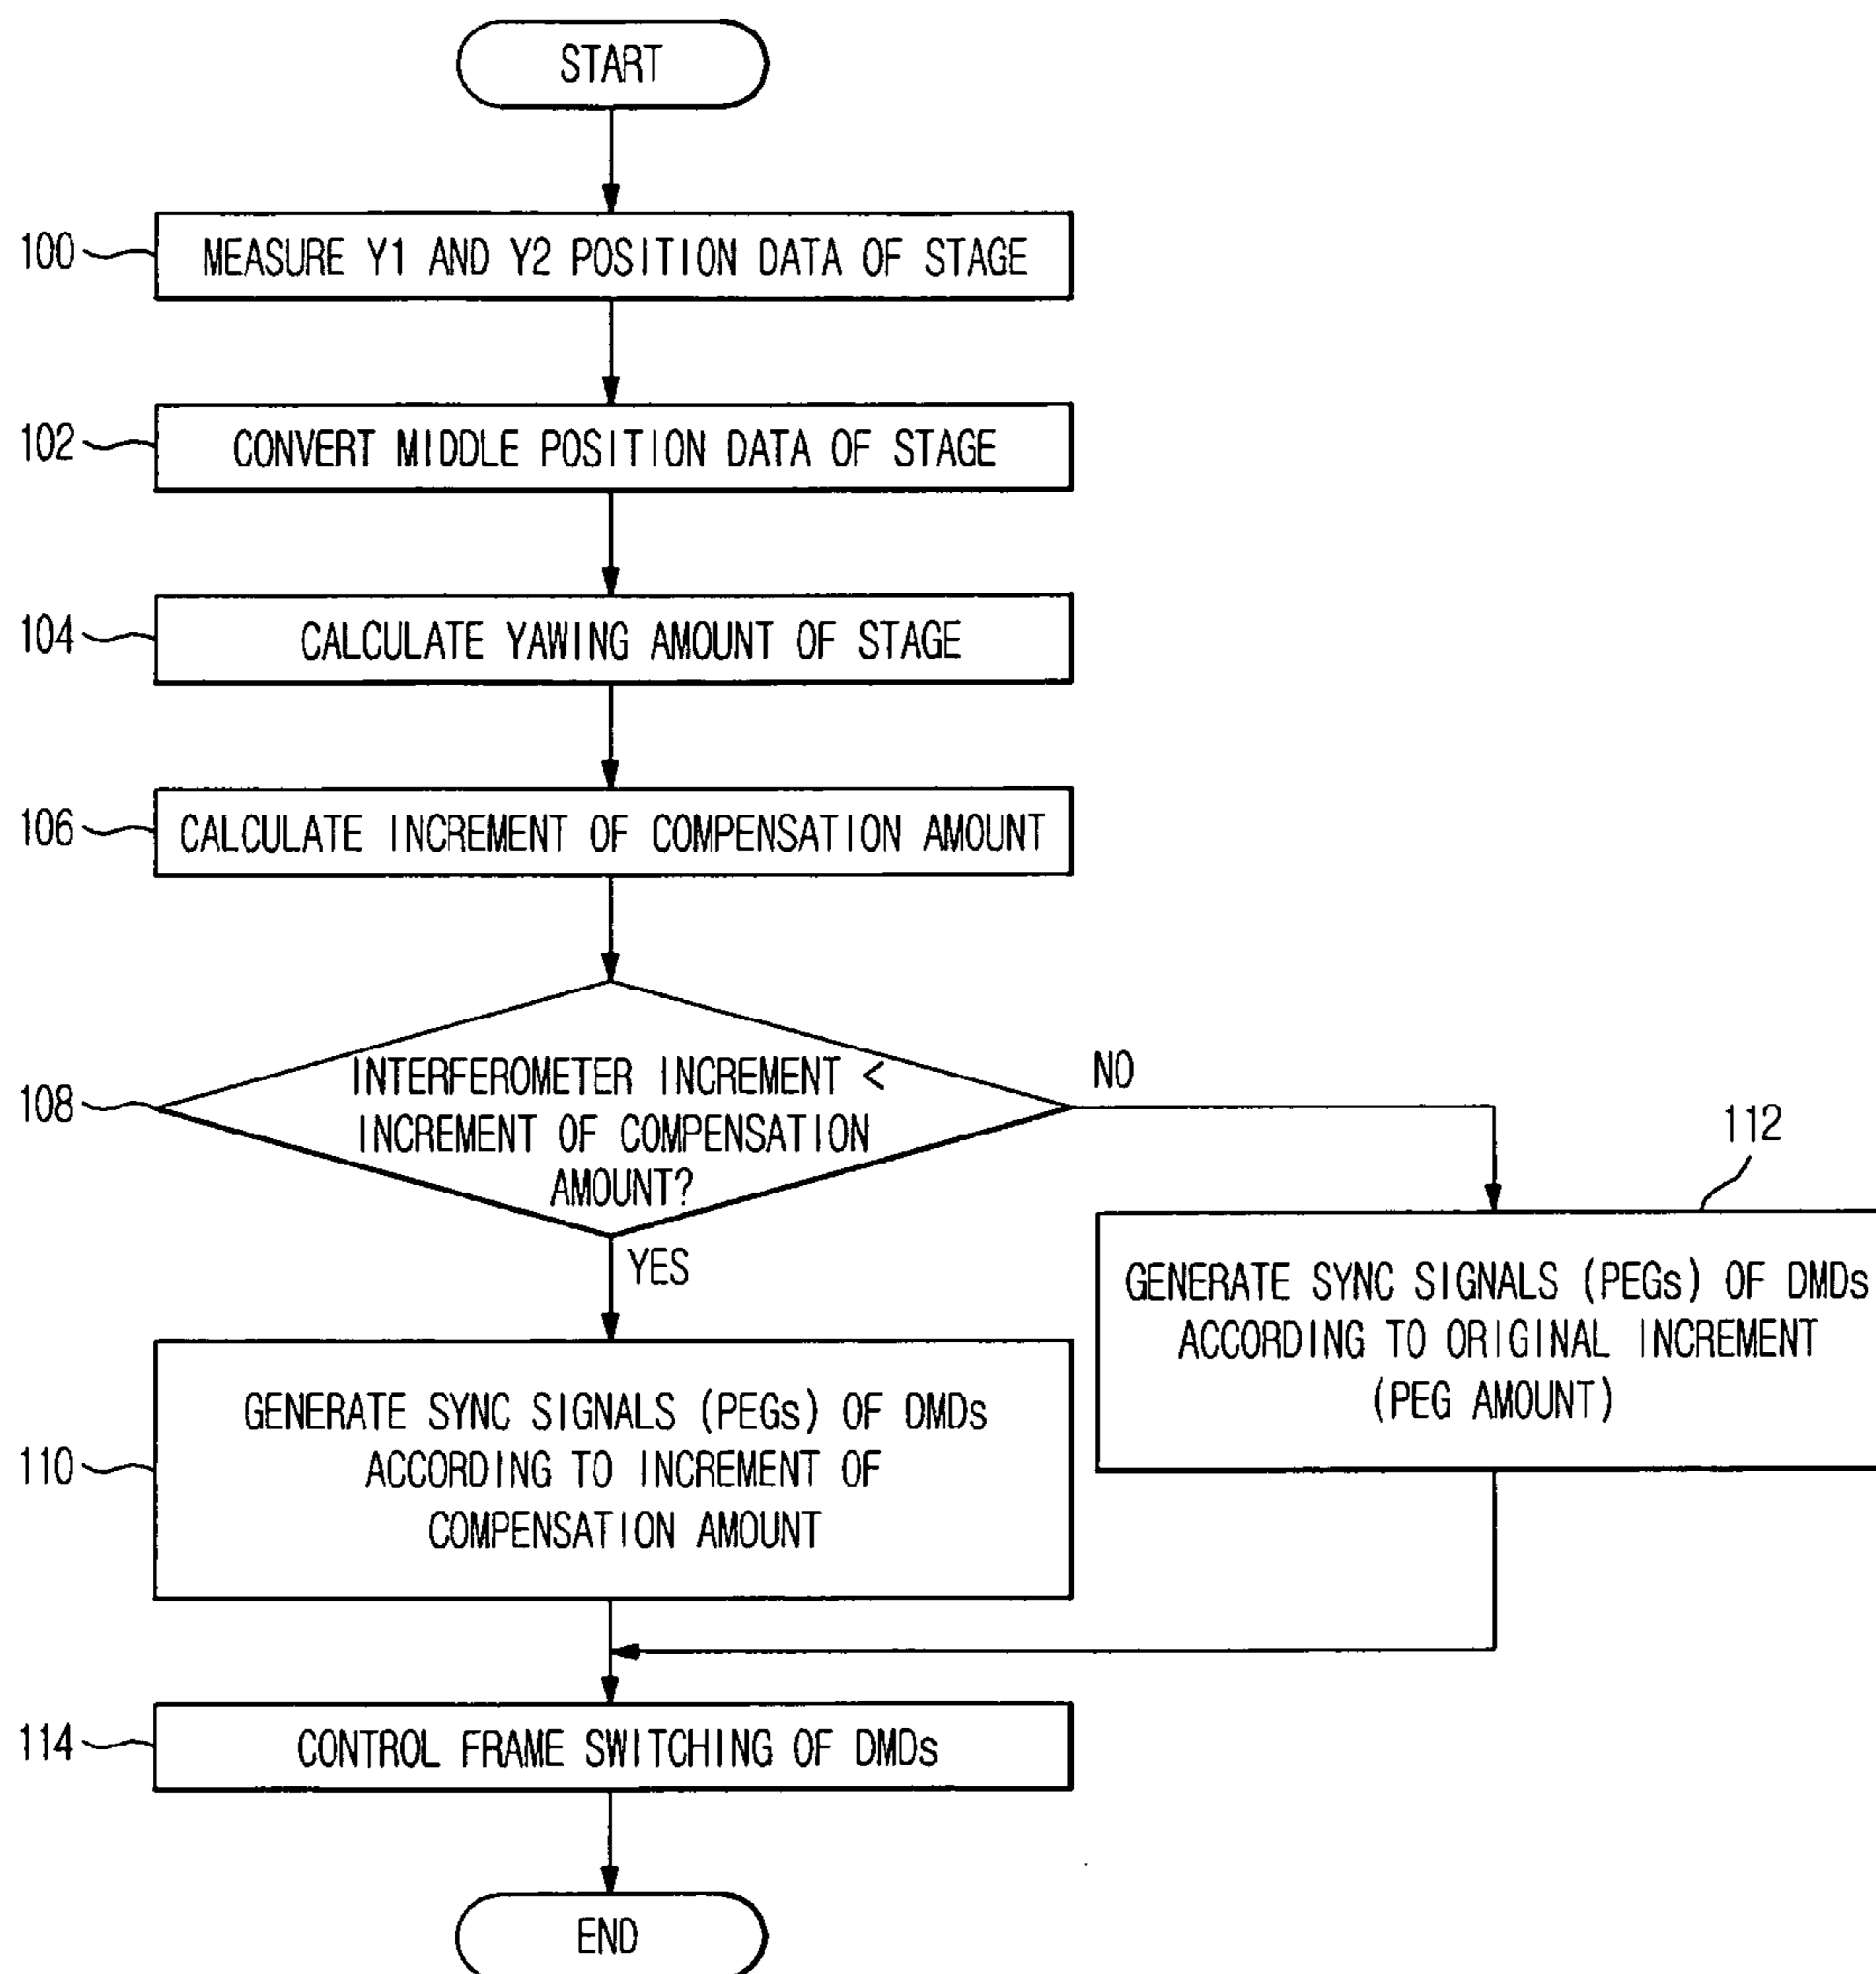 START
100
MEASURE Y1 AND Y2 POSITION DATA OF STAGE
102
CONVERT MIDDLE POSITION DATA OF STAGE
104
CALCULATE YAWING AMOUNT OF STAGE
106
CALCULATE INCREMENT OF COMPENSATION AMOUNT
108
INTERFEROMETER INCREMENT <
INCREMENT OF COMPENSATION
AMOUNT?
NO
YES
112
GENERATE SYNC SIGNALS (PEGs) OF DMDs
ACCORDING TO ORIGINAL INCREMENT
(PEG AMOUNT)
110
GENERATE SYNC SIGNALS (PEGs) OF DMDs
ACCORDING TO INCREMENT OF
COMPENSATION AMOUNT
114
CONTROL FRAME SWITCHING OF DMDs
END